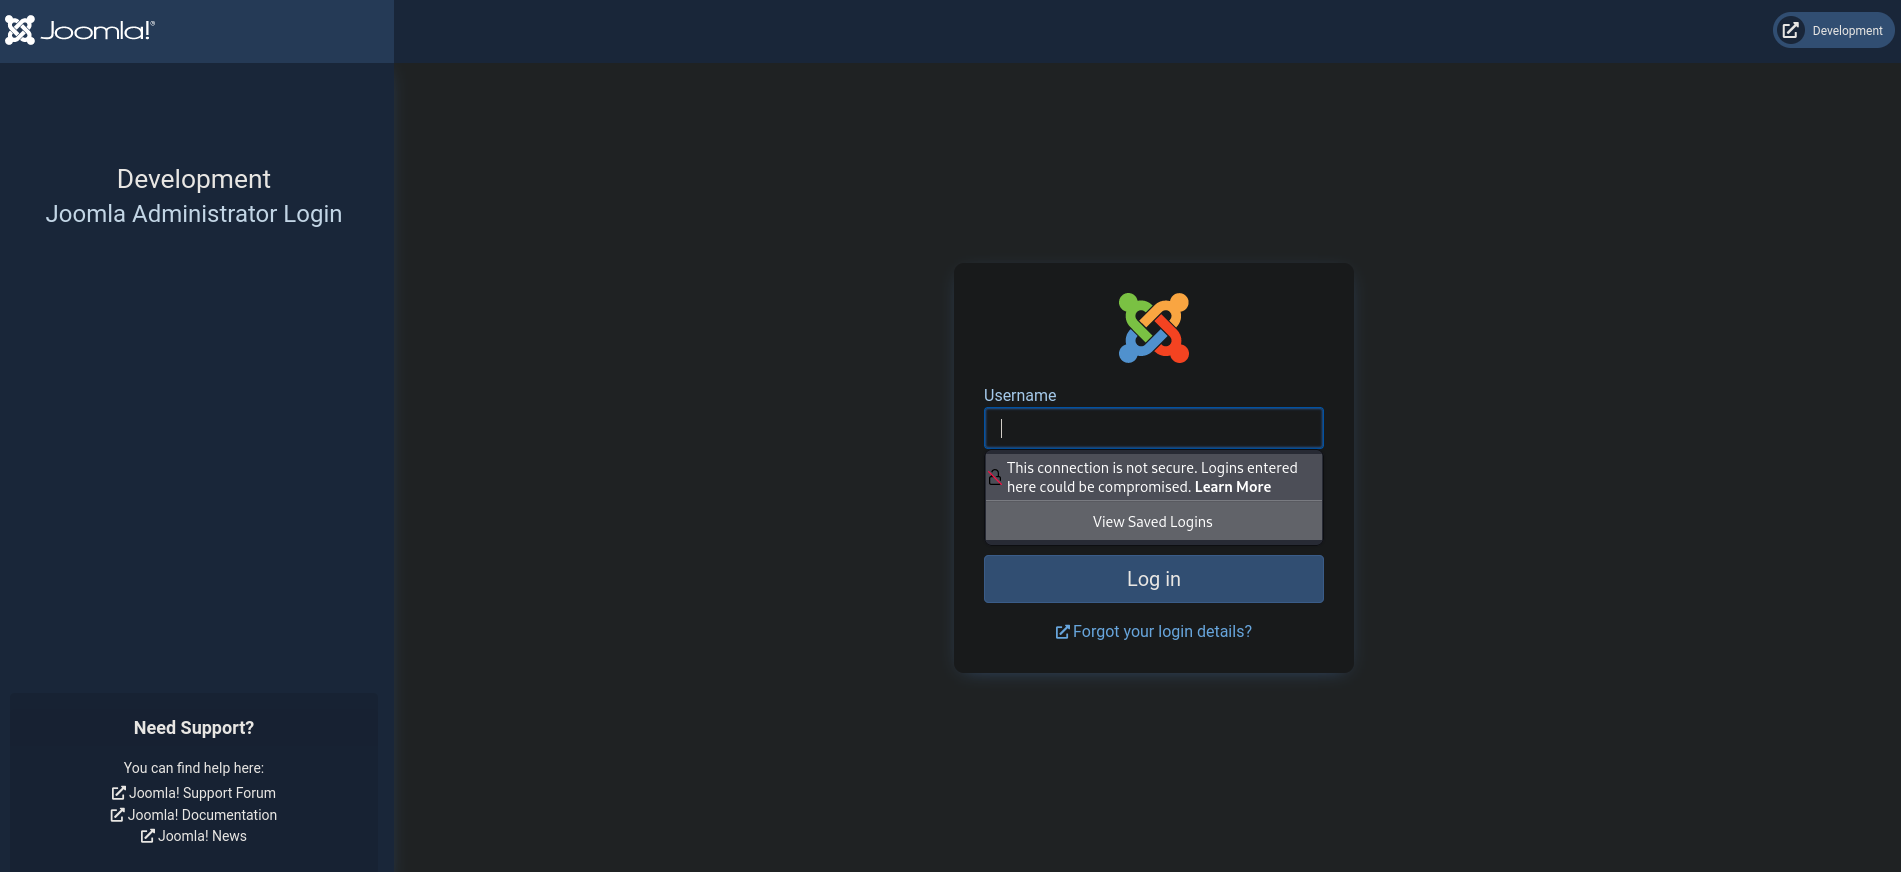 Joomla!®
Development
Development
Joomla Administrator Login
Username
This connection is not secure. Logins entered
here could be compromised. Learn More
View Saved Logins
Log in
Forgot your login details?
Need Support?
You can find help here:
Joomla! Support Forum
Joomla! Documentation
Joomla! News